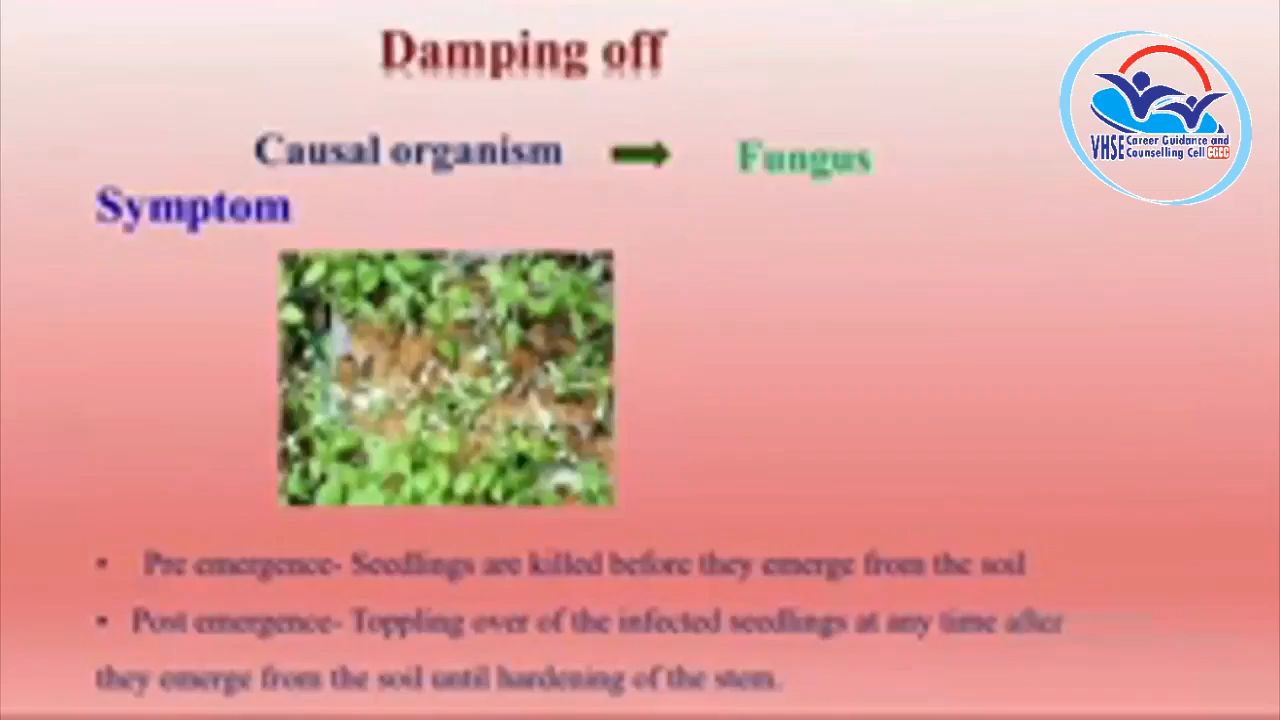 Damping off
Causal organism
Fungus
Symptom
• Pre emergence- Seedlings are killed before they emerge from the soil
• Post emergence- Toppling over of the infected seedlings at any time after
they emerge from the soil until hardening of the stem.
VHSE Career Guidance and
Counselling Cell CGCC